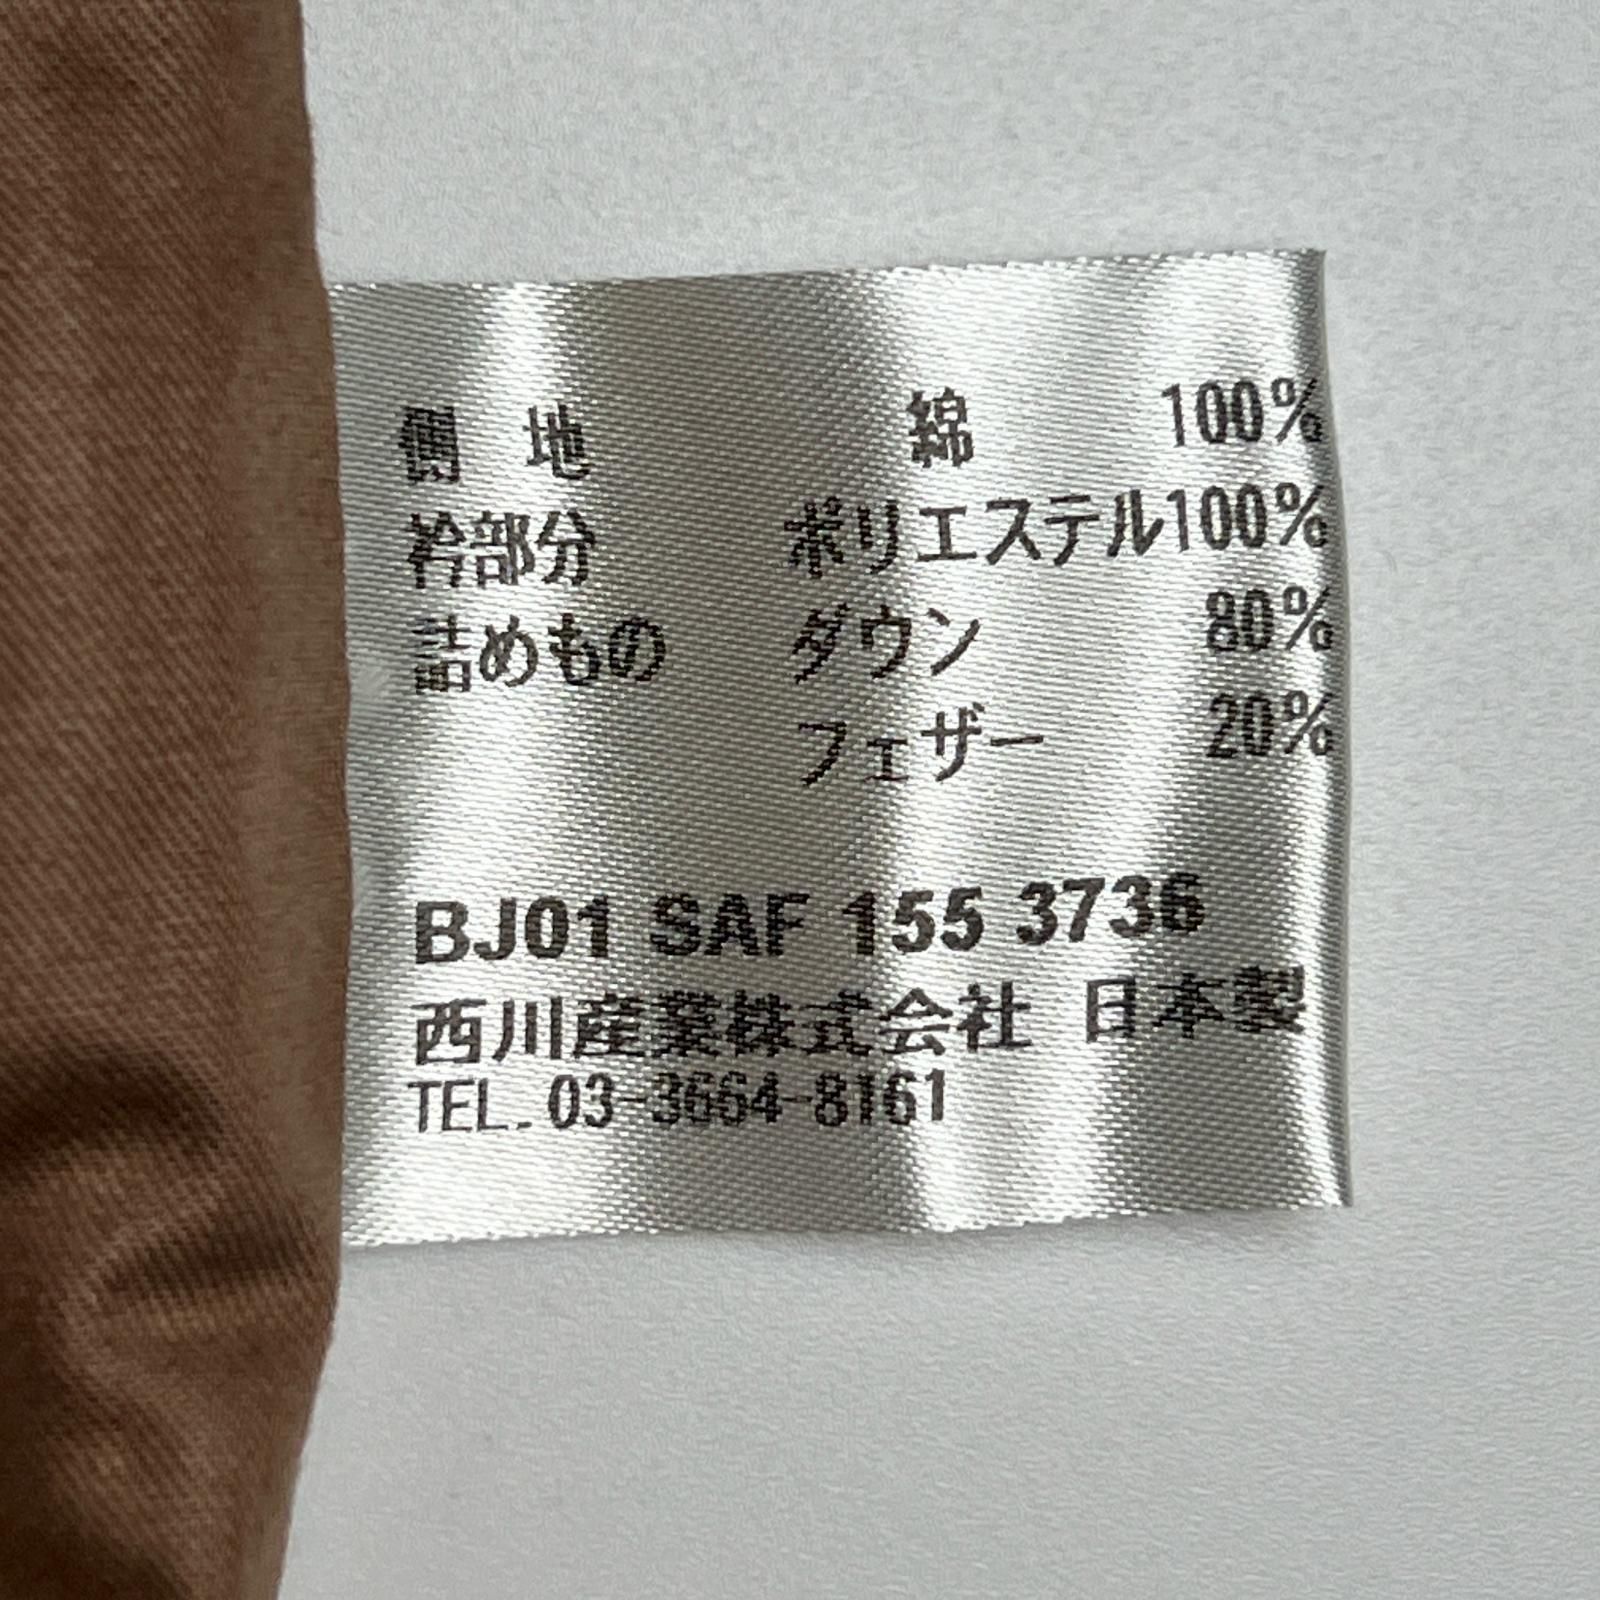 側 地 綿 100%
衿部分 ポリエステル100%
詰めもの ダウン 80%
フェザー 20%
BJ01 SAF 155 3736
西川産業株式会社 日本製
TEL. 03-3664-8161